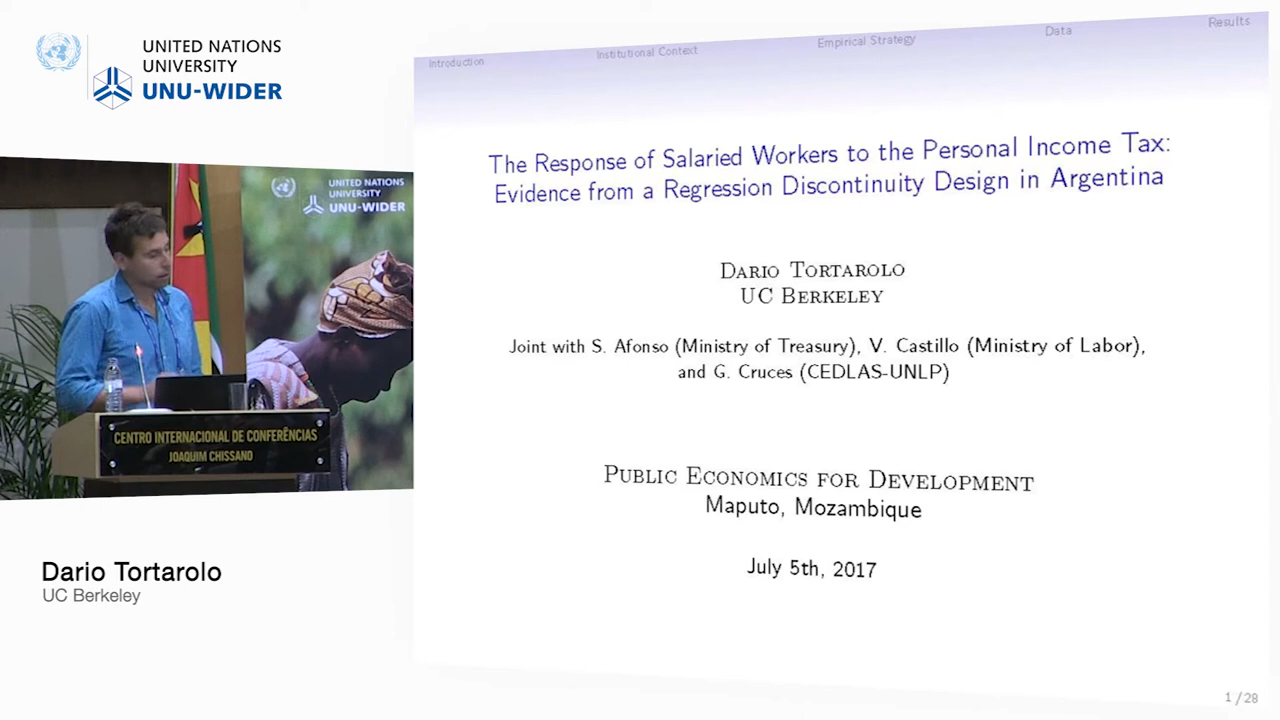 UNITED NATIONS
UNIVERSITY
UNU-WIDER
UNITED NATIONS
UNIVERSITY
UNU-WIDER
CENTRO INTERNACIONAL DE CONFERÊNCIAS
JOAQUIM CHISSANO
Dario Tortarolo
UC Berkeley
Introduction Institutional Context Empirical Strategy Data Results
The Response of Salaried Workers to the Personal Income Tax:
Evidence from a Regression Discontinuity Design in Argentina
DARIO TORTAROLO
UC BERKELEY
Joint with S. Afonso (Ministry of Treasury), V. Castillo (Ministry of Labor),
and G. Cruces (CEDLAS-UNLP)
PUBLIC ECONOMICS FOR DEVELOPMENT
Maputo, Mozambique
July 5th, 2017
1 / 28